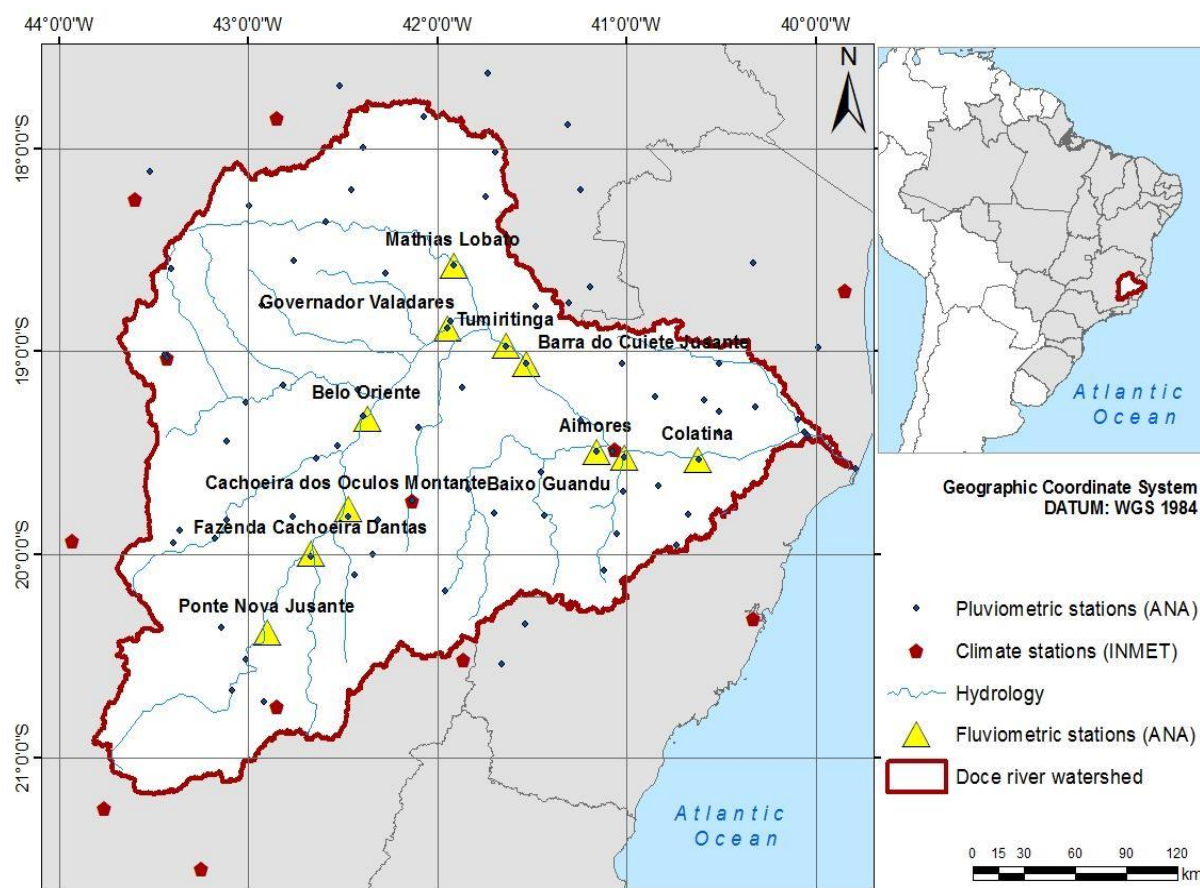 44°0'0"W 43°0'0"W 42°0'0"W 41°0'0"W 40°0'0"W
N
18°0'0"S
Mathias Lobato
Governador Valadares
Tumiritinga
Barra do Cuiete Jusante
19°0'0"S
Belo Oriente
Aimores
Colatina
Cachoeira dos Oculos Montante
Baixo Guandu
Fazenda Cachoeira Dantas
20°0'0"S
Ponte Nova Jusante
21°0'0"S
Atlantic
Ocean
Atlantic
Ocean
Geographic Coordinate System
DATUM: WGS 1984
Pluviometric stations (ANA)
Climate stations (INMET)
Hydrology
Fluviometric stations (ANA)
Doce river watershed
0 15 30 60 90 120
km